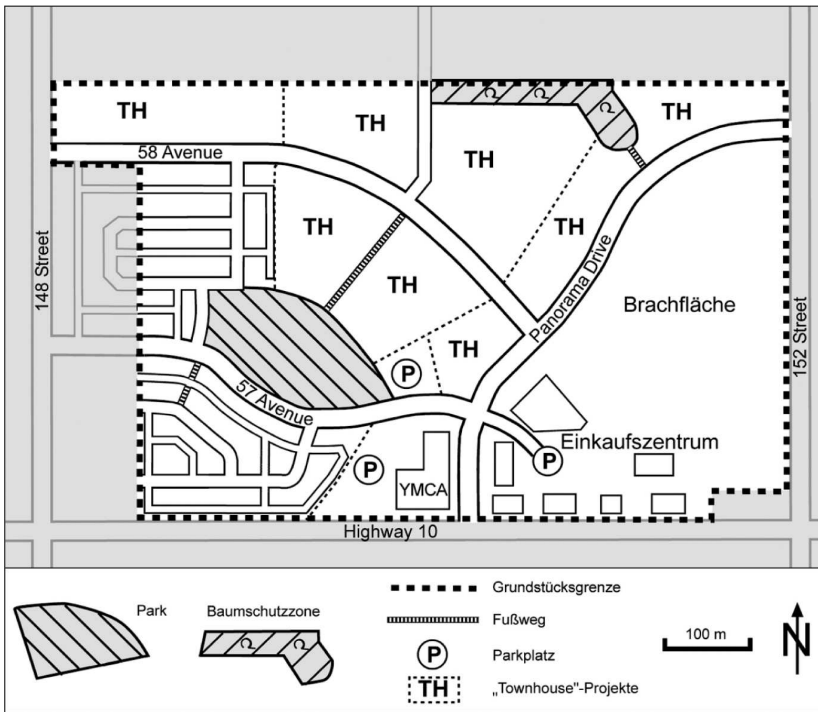 TH
TH
TH
58 Avenue
TH
TH
TH
148 Street
TH
Panorama Drive
Brachfläche
152 Street
TH
P
57 Avenue
Einkaufszentrum
P
P
YMCA
Highway 10
Park
Baumschutzzone
Grundstücksgrenze
Fußweg
P
Parkplatz
TH
„Townhouse"-Projekte
100 m
N